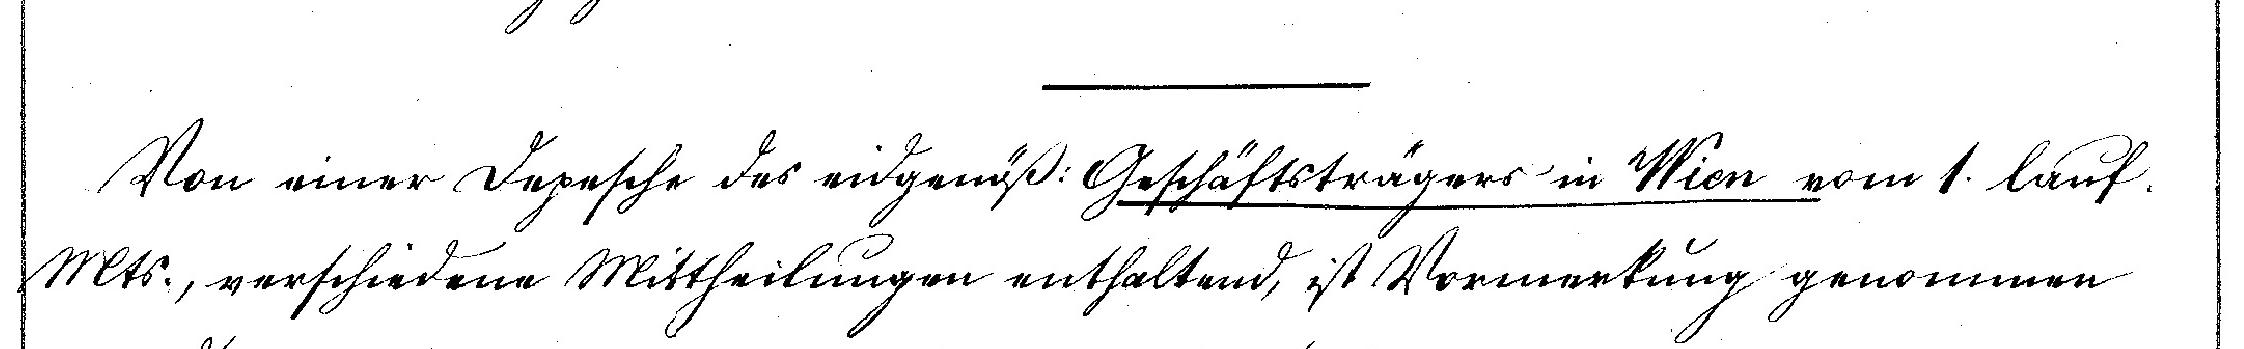 Von einer Depesche des eidgenöß: Geschäftsträgers in Wien vom 1. lauf.
Mts., verschiedene Mittheilungen enthaltend, ist Vormerkung genommen